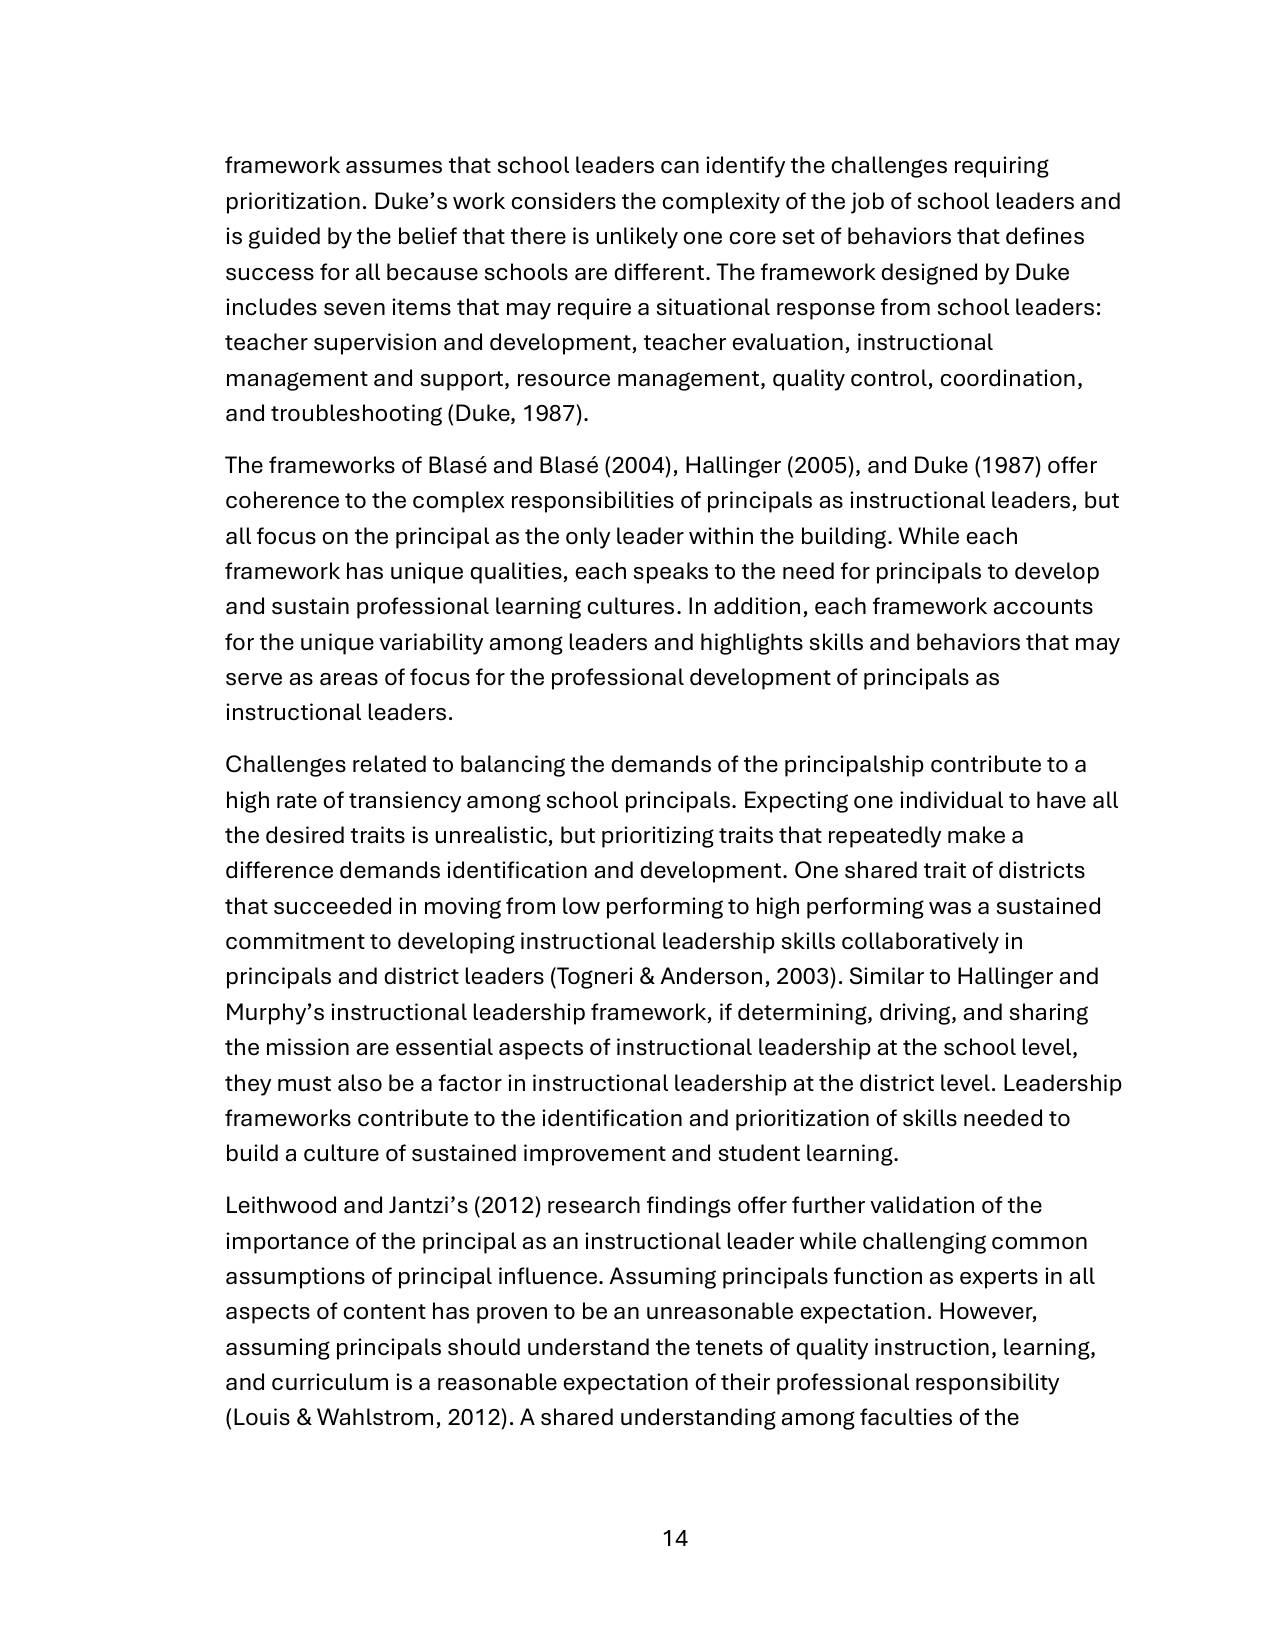 framework assumes that school leaders can identify the challenges requiring
prioritization. Duke’s work considers the complexity of the job of school leaders and
is guided by the belief that there is unlikely one core set of behaviors that defines
success for all because schools are different. The framework designed by Duke
includes seven items that may require a situational response from school leaders:
teacher supervision and development, teacher evaluation, instructional
management and support, resource management, quality control, coordination,
and troubleshooting (Duke, 1987).
The frameworks of Blasé and Blasé (2004), Hallinger (2005), and Duke (1987) offer
coherence to the complex responsibilities of principals as instructional leaders, but
all focus on the principal as the only leader within the building. While each
framework has unique qualities, each speaks to the need for principals to develop
and sustain professional learning cultures. In addition, each framework accounts
for the unique variability among leaders and highlights skills and behaviors that may
serve as areas of focus for the professional development of principals as
instructional leaders.
Challenges related to balancing the demands of the principalship contribute to a
high rate of transiency among school principals. Expecting one individual to have all
the desired traits is unrealistic, but prioritizing traits that repeatedly make a
difference demands identification and development. One shared trait of districts
that succeeded in moving from low performing to high performing was a sustained
commitment to developing instructional leadership skills collaboratively in
principals and district leaders (Togneri & Anderson, 2003). Similar to Hallinger and
Murphy’s instructional leadership framework, if determining, driving, and sharing
the mission are essential aspects of instructional leadership at the school level,
they must also be a factor in instructional leadership at the district level. Leadership
frameworks contribute to the identification and prioritization of skills needed to
build a culture of sustained improvement and student learning.
Leithwood and Jantzi’s (2012) research findings offer further validation of the
importance of the principal as an instructional leader while challenging common
assumptions of principal influence. Assuming principals function as experts in all
aspects of content has proven to be an unreasonable expectation. However,
assuming principals should understand the tenets of quality instruction, learning,
and curriculum is a reasonable expectation of their professional responsibility
(Louis & Wahlstrom, 2012). A shared understanding among faculties of the
14